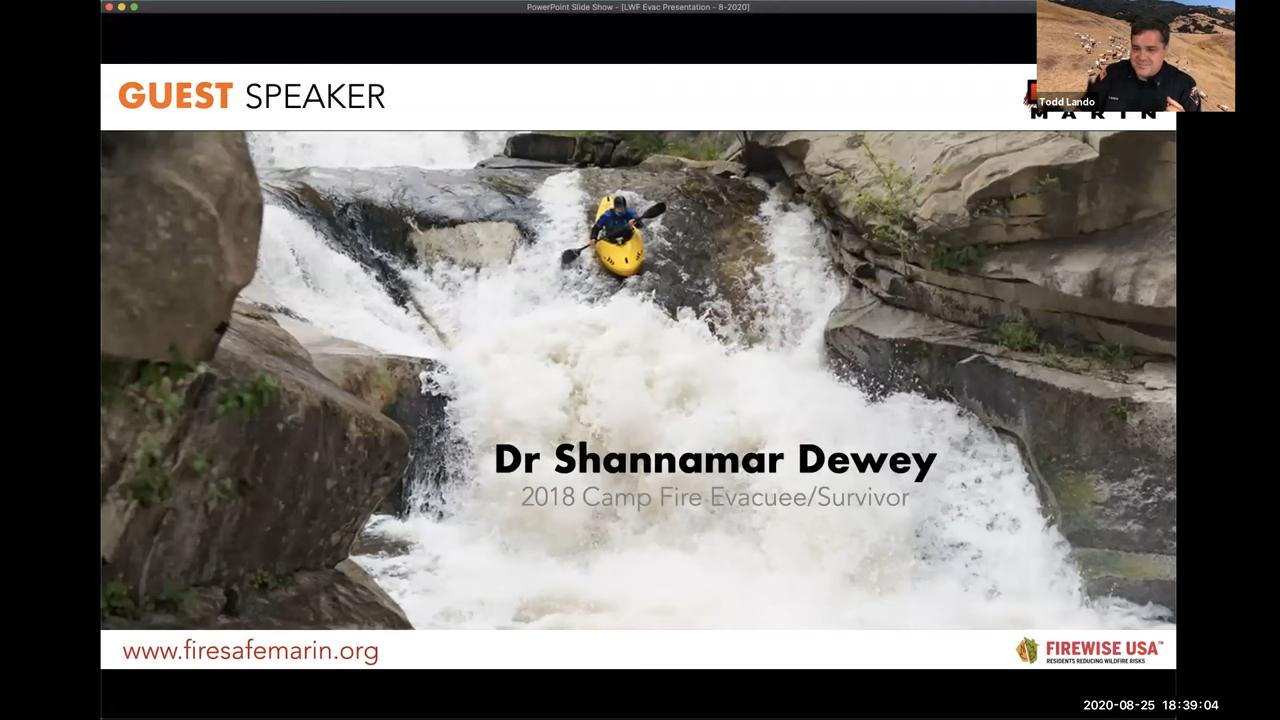 PowerPoint Slide Show - [LWF Evac Presentation - 8-2020]
GUEST SPEAKER
Todd Lando
MARIN
Dr Shannamar Dewey
2018 Camp Fire Evacuee/Survivor
www.firesafemarin.org
FIREWISE USA™
RESIDENTS REDUCING WILDFIRE RISKS
2020-08-25 18:39:04